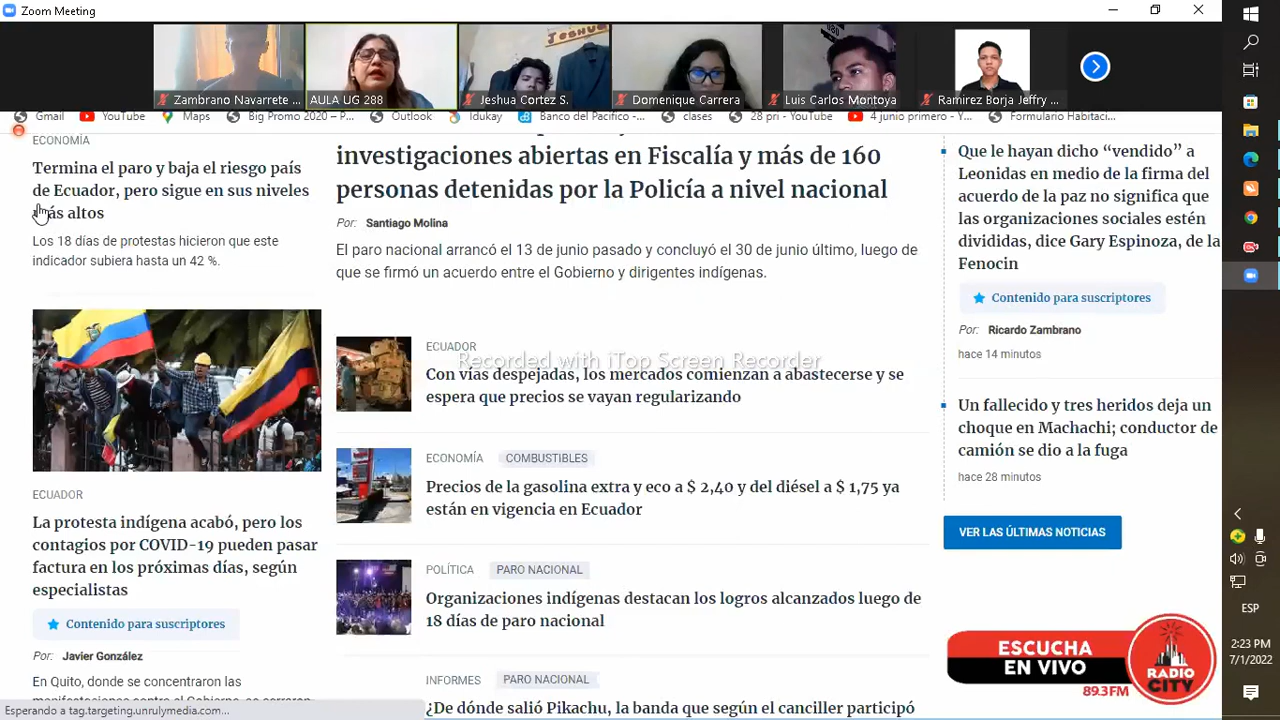 Zoom Meeting
Zambrano Navarrete ...
AULA UG 288
Jeshua Cortez S.
Domenique Carrera
Luis Carlos Montoya
Ramirez Borja Jeffry ...
JOSHUA
Gmail
YouTube
Maps
Big Promo 2020 – P...
Outlook
Idukay
Banco del Pacifico -...
clases
28 pri - YouTube
4 junio primero - Y...
Formulario Habitaci...
ECONOMÍA
Termina el paro y baja el riesgo país
de Ecuador, pero sigue en sus niveles
más altos
Los 18 días de protestas hicieron que este
indicador subiera hasta un 42 %.
ECUADOR
La protesta indígena acabó, pero los
contagios por COVID-19 pueden pasar
factura en los próximas días, según
especialistas
Contenido para suscriptores
Por: Javier González
En Quito, donde se concentraron las
investigaciones abiertas en Fiscalía y más de 160
personas detenidas por la Policía a nivel nacional
Por: Santiago Molina
El paro nacional arrancó el 13 de junio pasado y concluyó el 30 de junio último, luego de
que se firmó un acuerdo entre el Gobierno y dirigentes indígenas.
ECUADOR
Recorded with iTop Screen Recorder
Con vías despejadas, los mercados comienzan a abastecerse y se
espera que precios se vayan regularizando
ECONOMÍA COMBUSTIBLES
Precios de la gasolina extra y eco a $ 2,40 y del diésel a $ 1,75 ya
están en vigencia en Ecuador
POLÍTICA PARO NACIONAL
Organizaciones indígenas destacan los logros alcanzados luego de
18 días de paro nacional
INFORMES PARO NACIONAL
¿De dónde salió Pikachu, la banda que según el canciller participó
Que le hayan dicho “vendido” a
Leonidas en medio de la firma del
acuerdo de la paz no significa que
las organizaciones sociales estén
divididas, dice Gary Espinoza, de la
Fenocin
Contenido para suscriptores
Por: Ricardo Zambrano
hace 14 minutos
Un fallecido y tres heridos deja un
choque en Machachi; conductor de
camión se dio a la fuga
hace 28 minutos
VER LAS ÚLTIMAS NOTICIAS
ESCUCHA
EN VIVO
89.3FM
RADIO
CITY
Esperando a tag.targeting.unrulymedia.com...
ESP
2:23 PM
7/1/2022